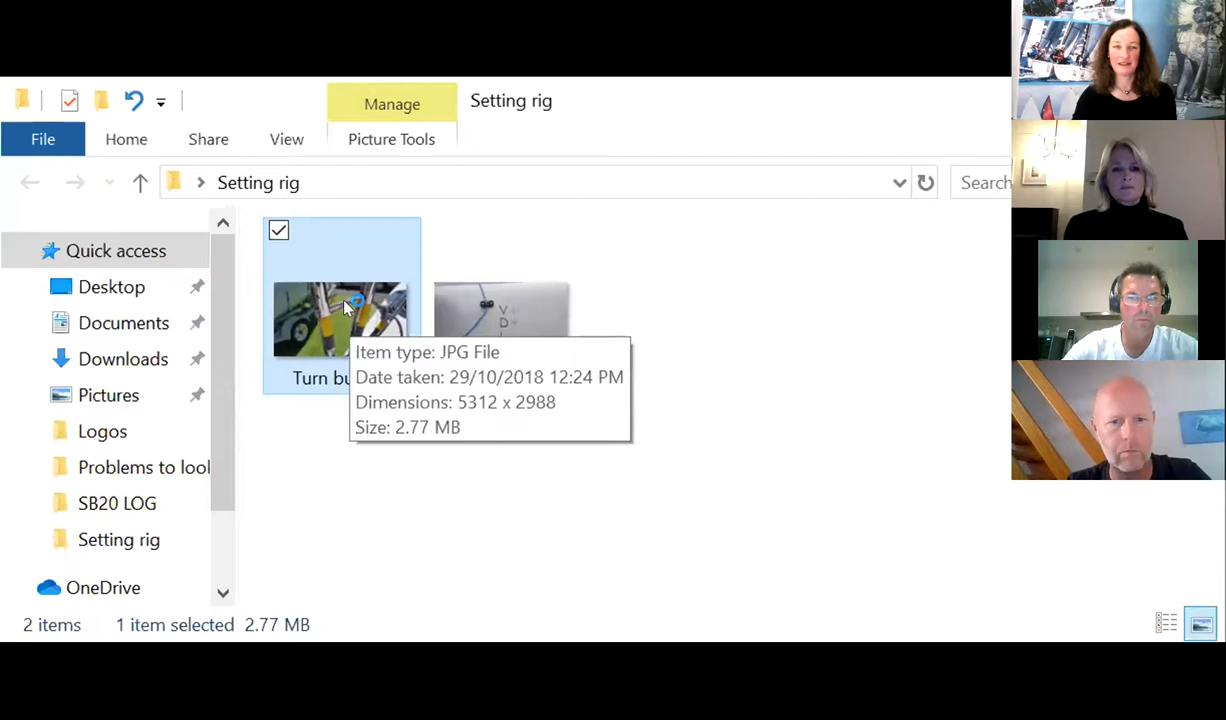 Manage
Setting rig
File
Home
Share
View
Picture Tools
Setting rig
Search
Quick access
Desktop
Documents
Downloads
Pictures
Logos
Problems to lool
SB20 LOG
Setting rig
OneDrive
Turn bu
V
D
Item type: JPG File
Date taken: 29/10/2018 12:24 PM
Dimensions: 5312 x 2988
Size: 2.77 MB
2 items
1 item selected 2.77 MB